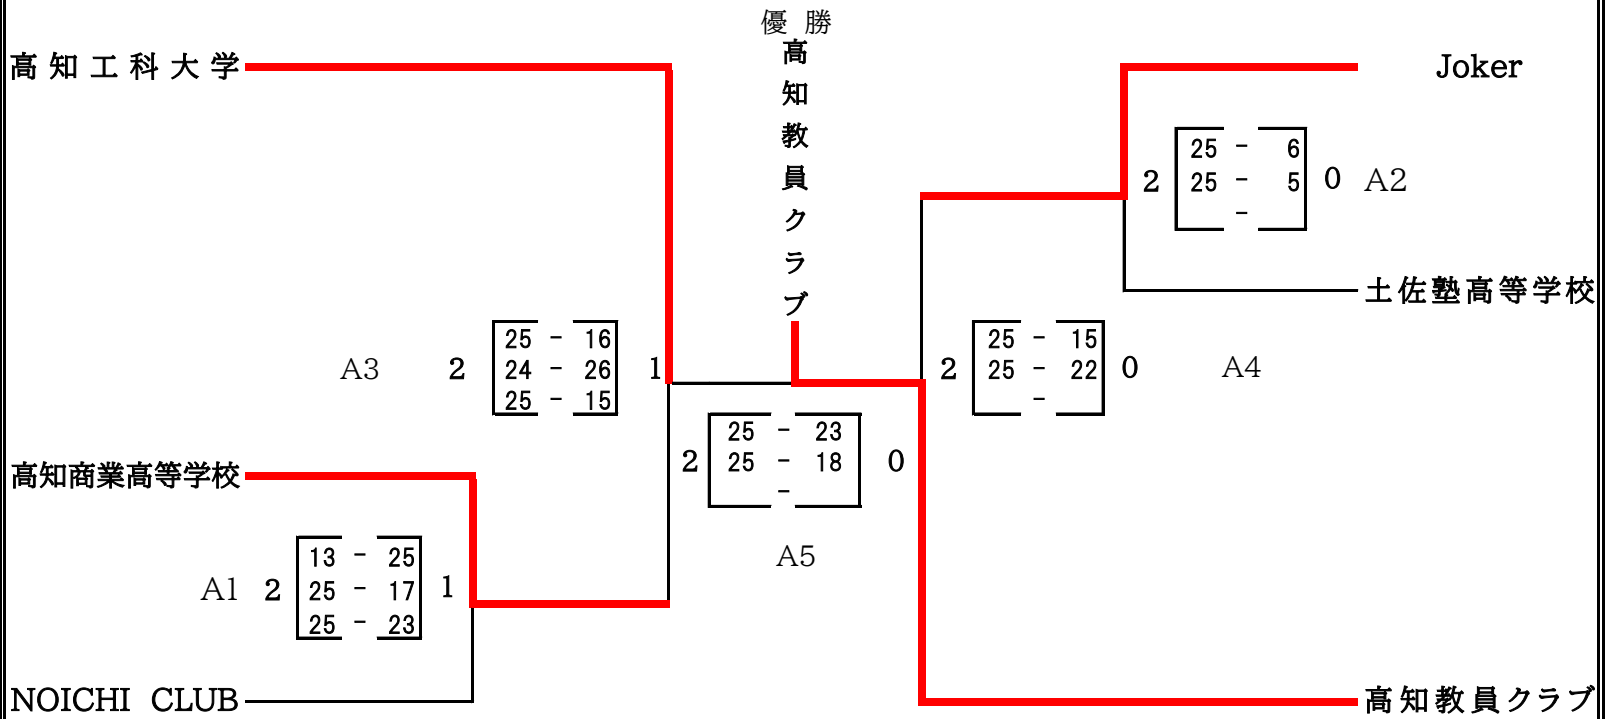 優 勝
高知教員クラブ
高知工科大学
Joker
25 - 6
2 25 - 5 0 A2
-
土佐塾高等学校
25 - 16
A3 2 24 - 26 1
25 - 15
25 - 15
2 25 - 22 0 A4
-
25 - 23
2 25 - 18 0
-
A5
高知商業高等学校
13 - 25
A1 2 25 - 17 1
25 - 23
NOICHI CLUB
高知教員クラブ